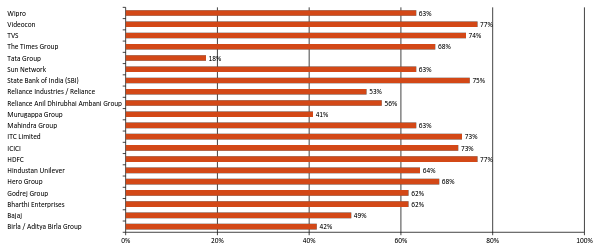 Wipro 63%
Videocon 77%
TVS 74%
The Times Group 68%
Tata Group 18%
Sun Network 63%
State Bank of India (SBI) 75%
Reliance Industries / Reliance 53%
Reliance Anil Dhirubhai Ambani Group 56%
Murugappa Group 41%
Mahindra Group 63%
ITC Limited 73%
ICICI 73%
HDFC 77%
Hindustan Unilever 64%
Hero Group 68%
Godrej Group 62%
Bharthi Enterprises 62%
Bajaj 49%
Birla / Aditya Birla Group 42%
0% 20% 40% 60% 80% 100%